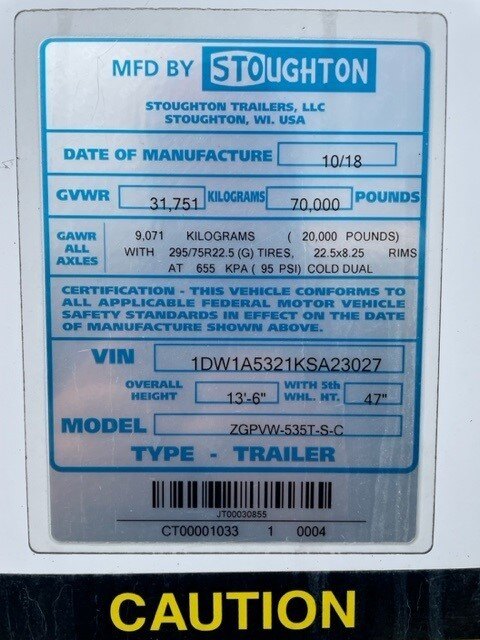 MFD BY STOUGHTON
STOUGHTON TRAILERS, LLC
STOUGHTON, WI. USA
DATE OF MANUFACTURE 10/18
GVWR 31,751 KILOGRAMS 70,000 POUNDS
GAWR ALL AXLES
9,071 KILOGRAMS ( 20,000 POUNDS)
WITH 295/75R22.5 (G) TIRES, 22.5x8.25 RIMS
AT 655 KPA ( 95 PSI) COLD DUAL
CERTIFICATION - THIS VEHICLE CONFORMS TO
ALL APPLICABLE FEDERAL MOTOR VEHICLE
SAFETY STANDARDS IN EFFECT ON THE DATE
OF MANUFACTURE SHOWN ABOVE.
VIN 1DW1A5321KSA23027
OVERALL HEIGHT 13'-6" WITH 5th WHL. HT. 47"
MODEL ZGPVW-535T-S-C
TYPE - TRAILER
JT00030855
CT00001033 1 0004
CAUTION